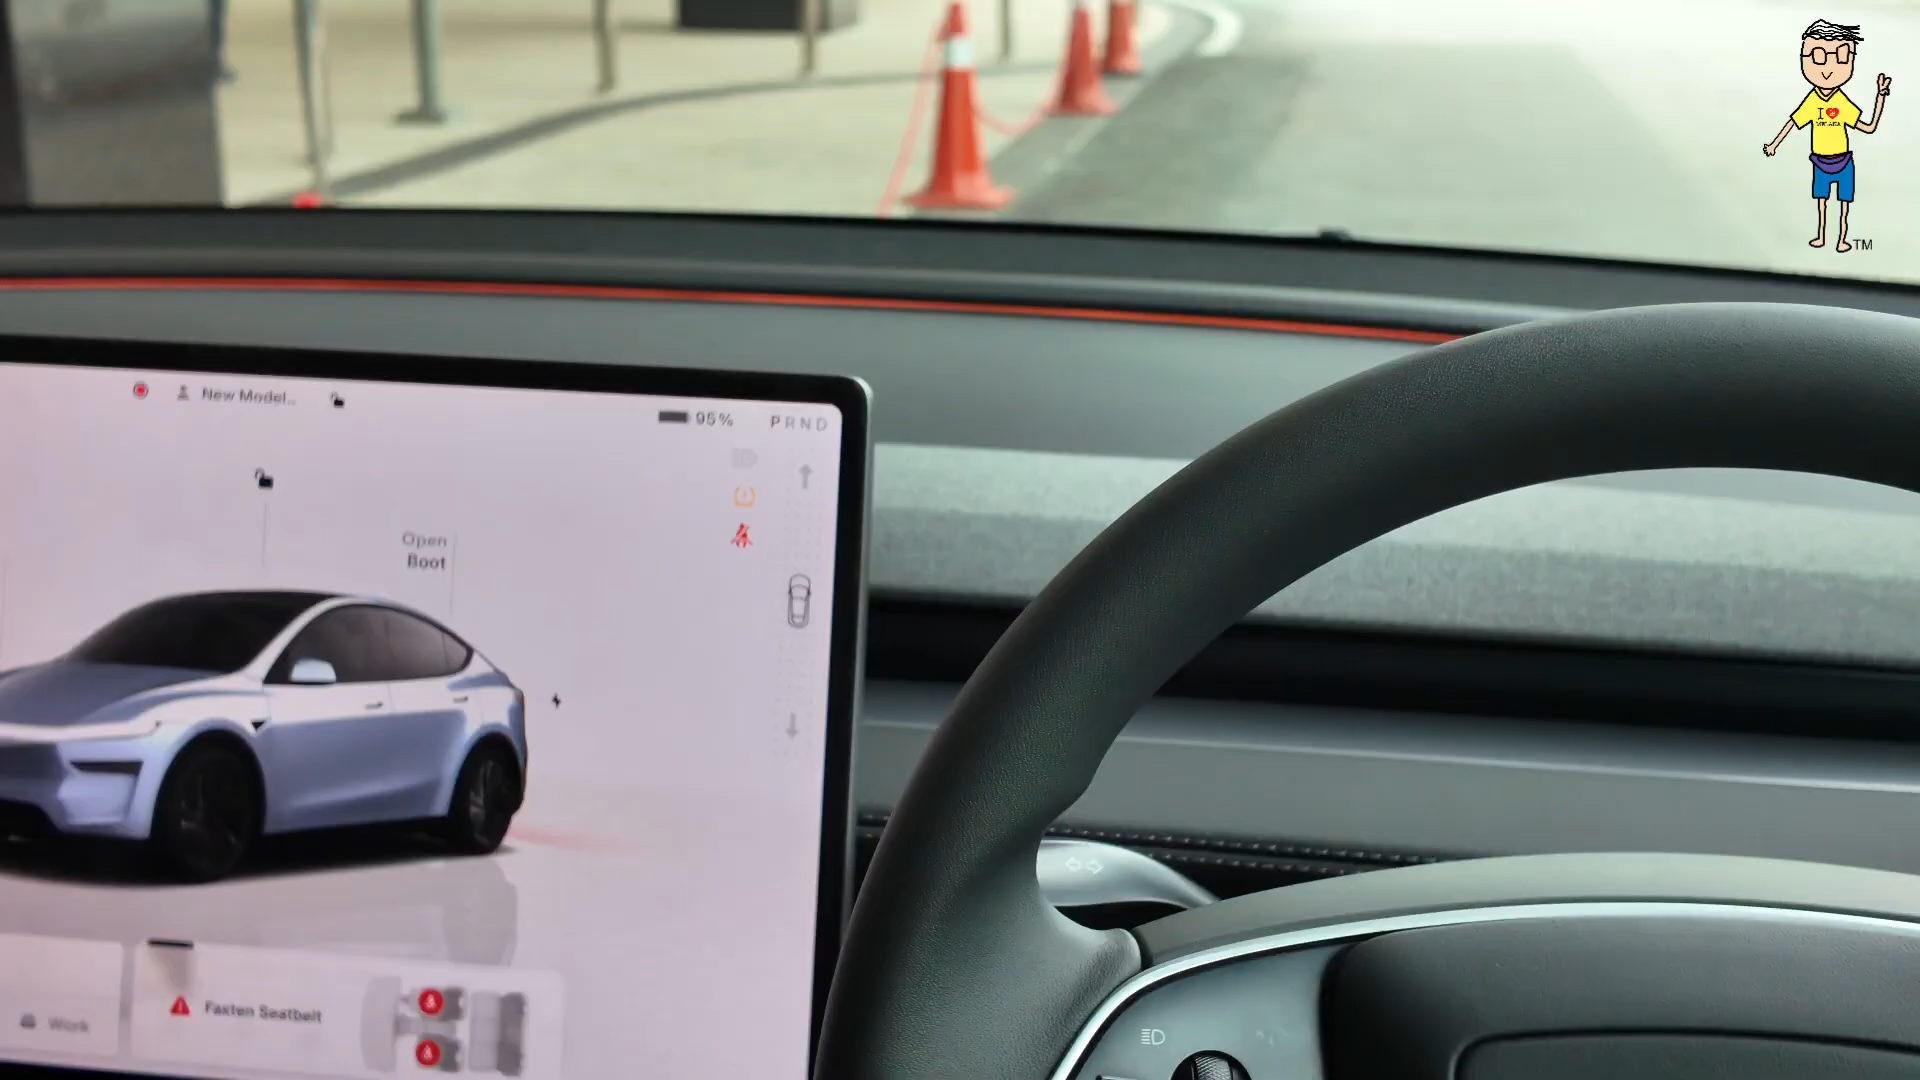 New Model...
95%
P R N D
Open
Boot
Work
Fasten Seatbelt
I
TM